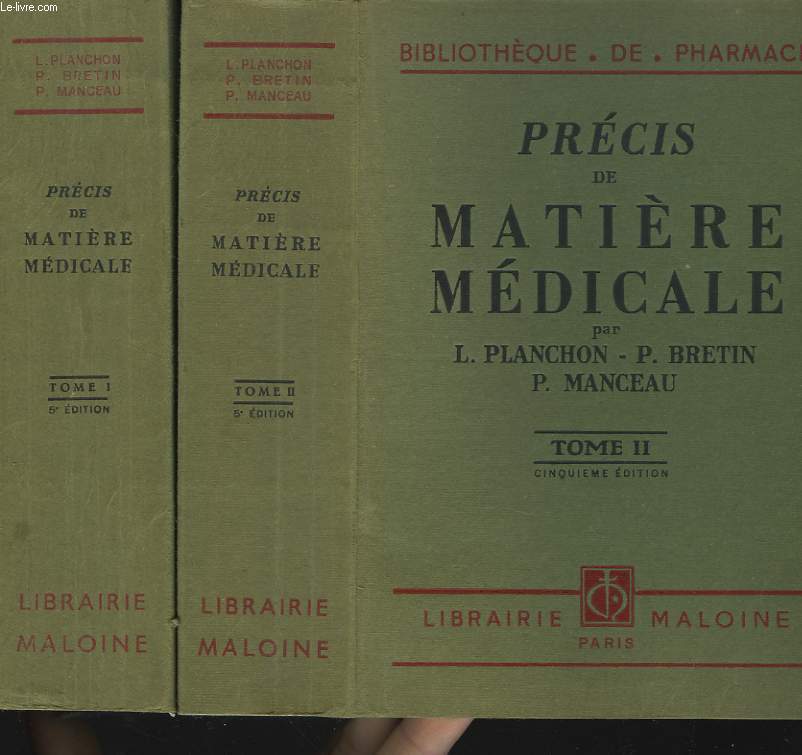 Le-livre.com
L. PLANCHON
P. BRETIN
P. MANCEAU
PRÉCIS
DE
MATIÈRE
MÉDICALE
TOME I
5e ÉDITION
LIBRAIRIE
MALOINE
L. PLANCHON
P. BRETIN
P. MANCEAU
PRÉCIS
DE
MATIÈRE
MÉDICALE
TOME II
5e ÉDITION
LIBRAIRIE
MALOINE
BIBLIOTHÈQUE . DE . PHARMACI
PRÉCIS
DE
MATIÈRE
MÉDICALE
par
L. PLANCHON - P. BRETIN
P. MANCEAU
TOME II
CINQUIEME ÉDITION
LIBRAIRIE MALOINE
PARIS